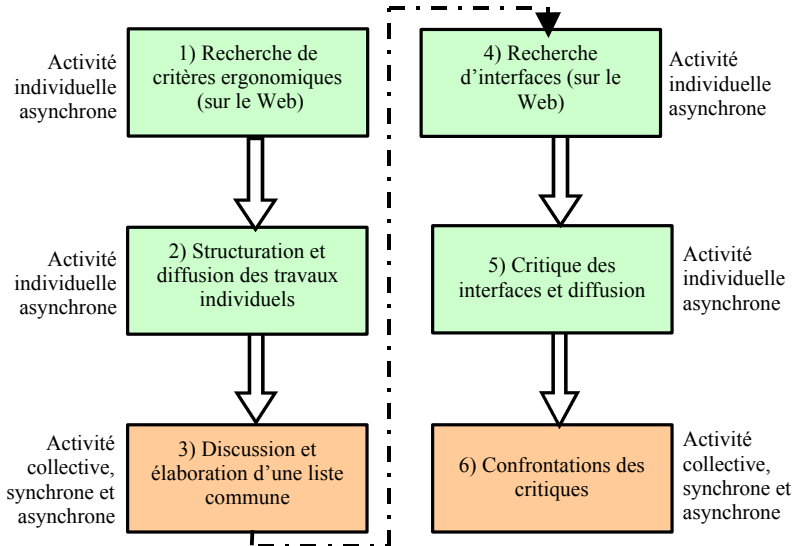 Activité
individuelle
asynchrone
1) Recherche de
critères ergonomiques
(sur le Web)
Activité
individuelle
asynchrone
2) Structuration et
diffusion des travaux
individuels
Activité
collective,
synchrone et
asynchrone
3) Discussion et
élaboration d’une liste
commune
4) Recherche
d’interfaces (sur le
Web)
Activité
individuelle
asynchrone
5) Critique des
interfaces et diffusion
Activité
individuelle
asynchrone
6) Confrontations des
critiques
Activité
collective,
synchrone et
asynchrone